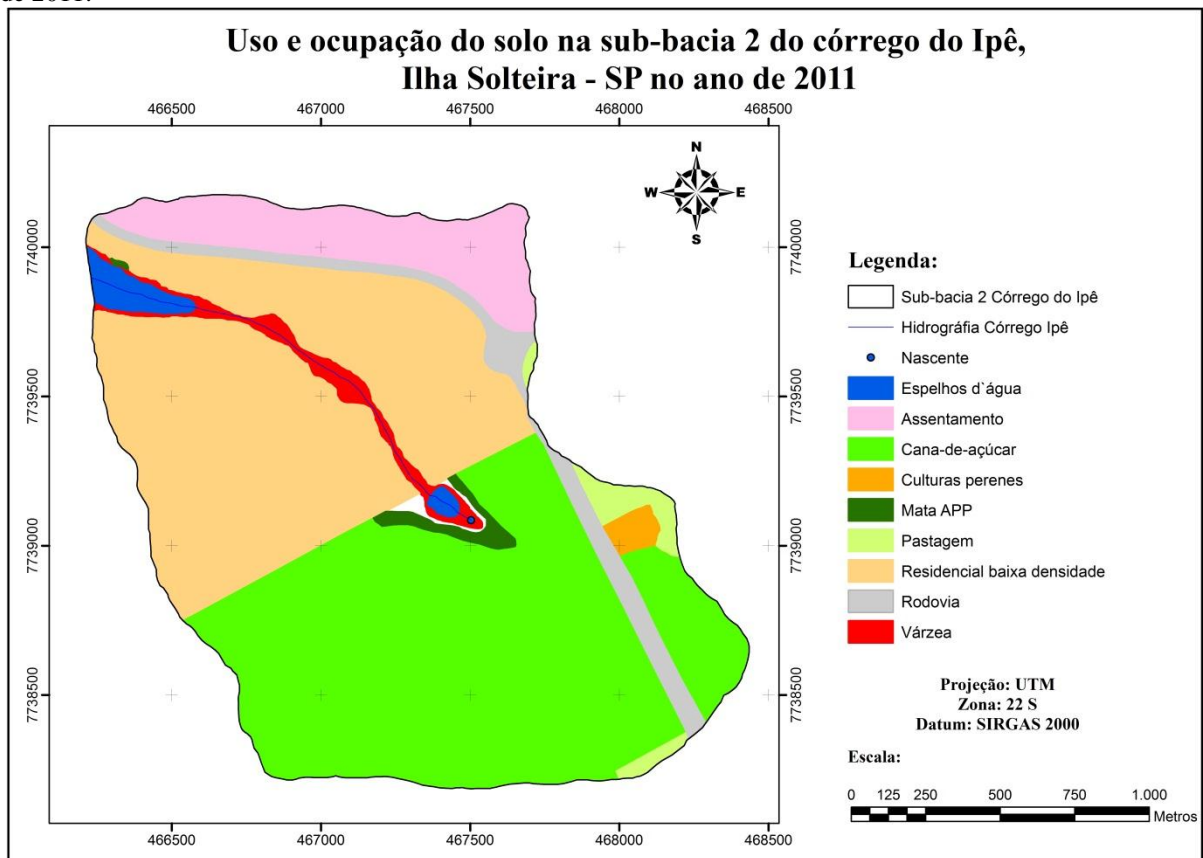 de 2011.
Uso e ocupação do solo na sub-bacia 2 do córrego do Ipê,
Ilha Solteira - SP no ano de 2011
466500 467000 467500 468000 468500
N
W E
S
7740000 7740000
7739500 7739500
7739000 7739000
7738500 7738500
466500 467000 467500 468000 468500
Legenda:
Sub-bacia 2 Córrego do Ipê
Hidrográfia Córrego Ipê
Nascente
Espelhos d`água
Assentamento
Cana-de-açúcar
Culturas perenes
Mata APP
Pastagem
Residencial baixa densidade
Rodovia
Várzea
Projeção: UTM
Zona: 22 S
Datum: SIRGAS 2000
Escala:
0 125 250 500 750 1.000
Metros